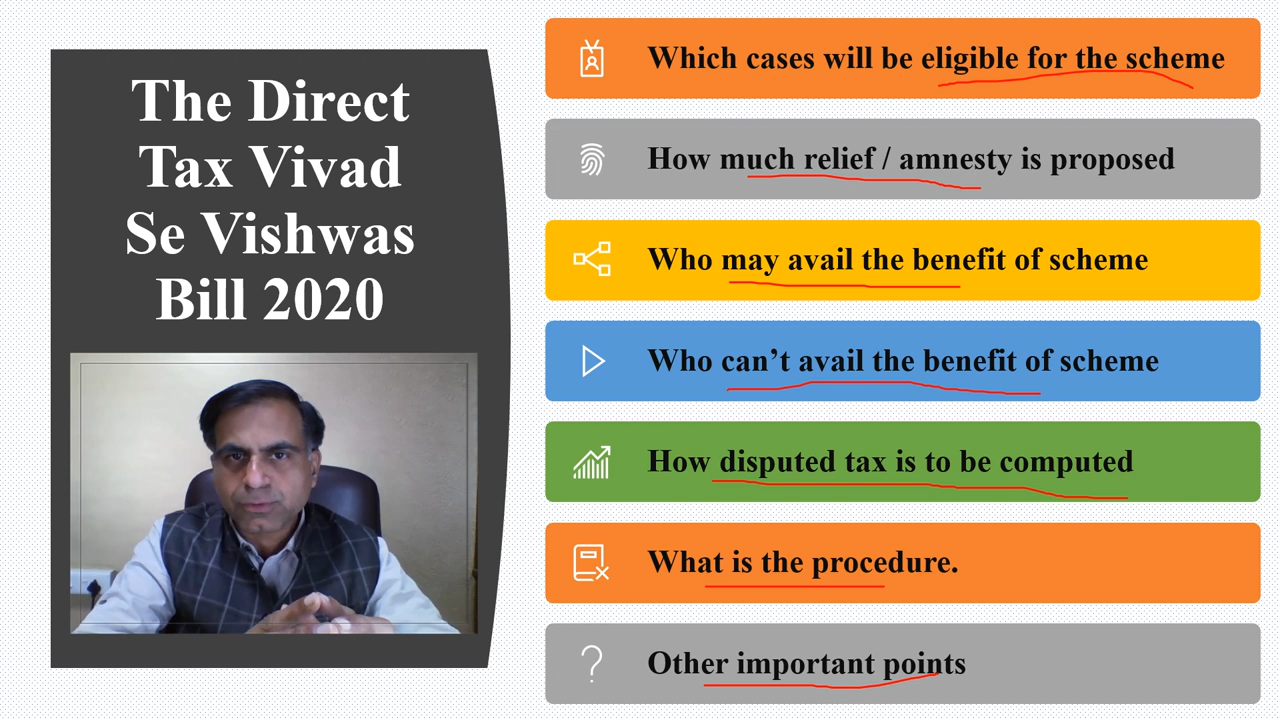 The Direct
Tax Vivad
Se Vishwas
Bill 2020
Which cases will be eligible for the scheme
How much relief / amnesty is proposed
Who may avail the benefit of scheme
Who can’t avail the benefit of scheme
How disputed tax is to be computed
What is the procedure.
Other important points